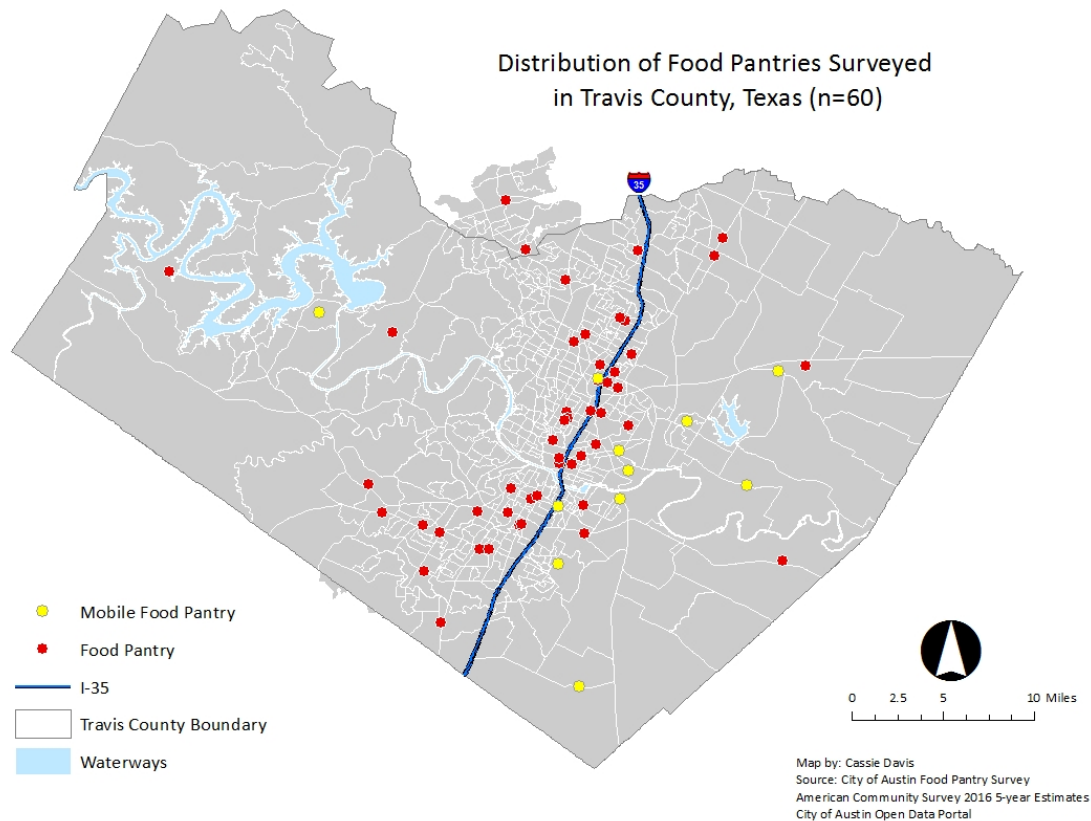 Distribution of Food Pantries Surveyed
in Travis County, Texas (n=60)
35
Mobile Food Pantry
Food Pantry
I-35
Travis County Boundary
Waterways
0 2.5 5 10 Miles
Map by: Cassie Davis
Source: City of Austin Food Pantry Survey
American Community Survey 2016 5-year Estimates
City of Austin Open Data Portal